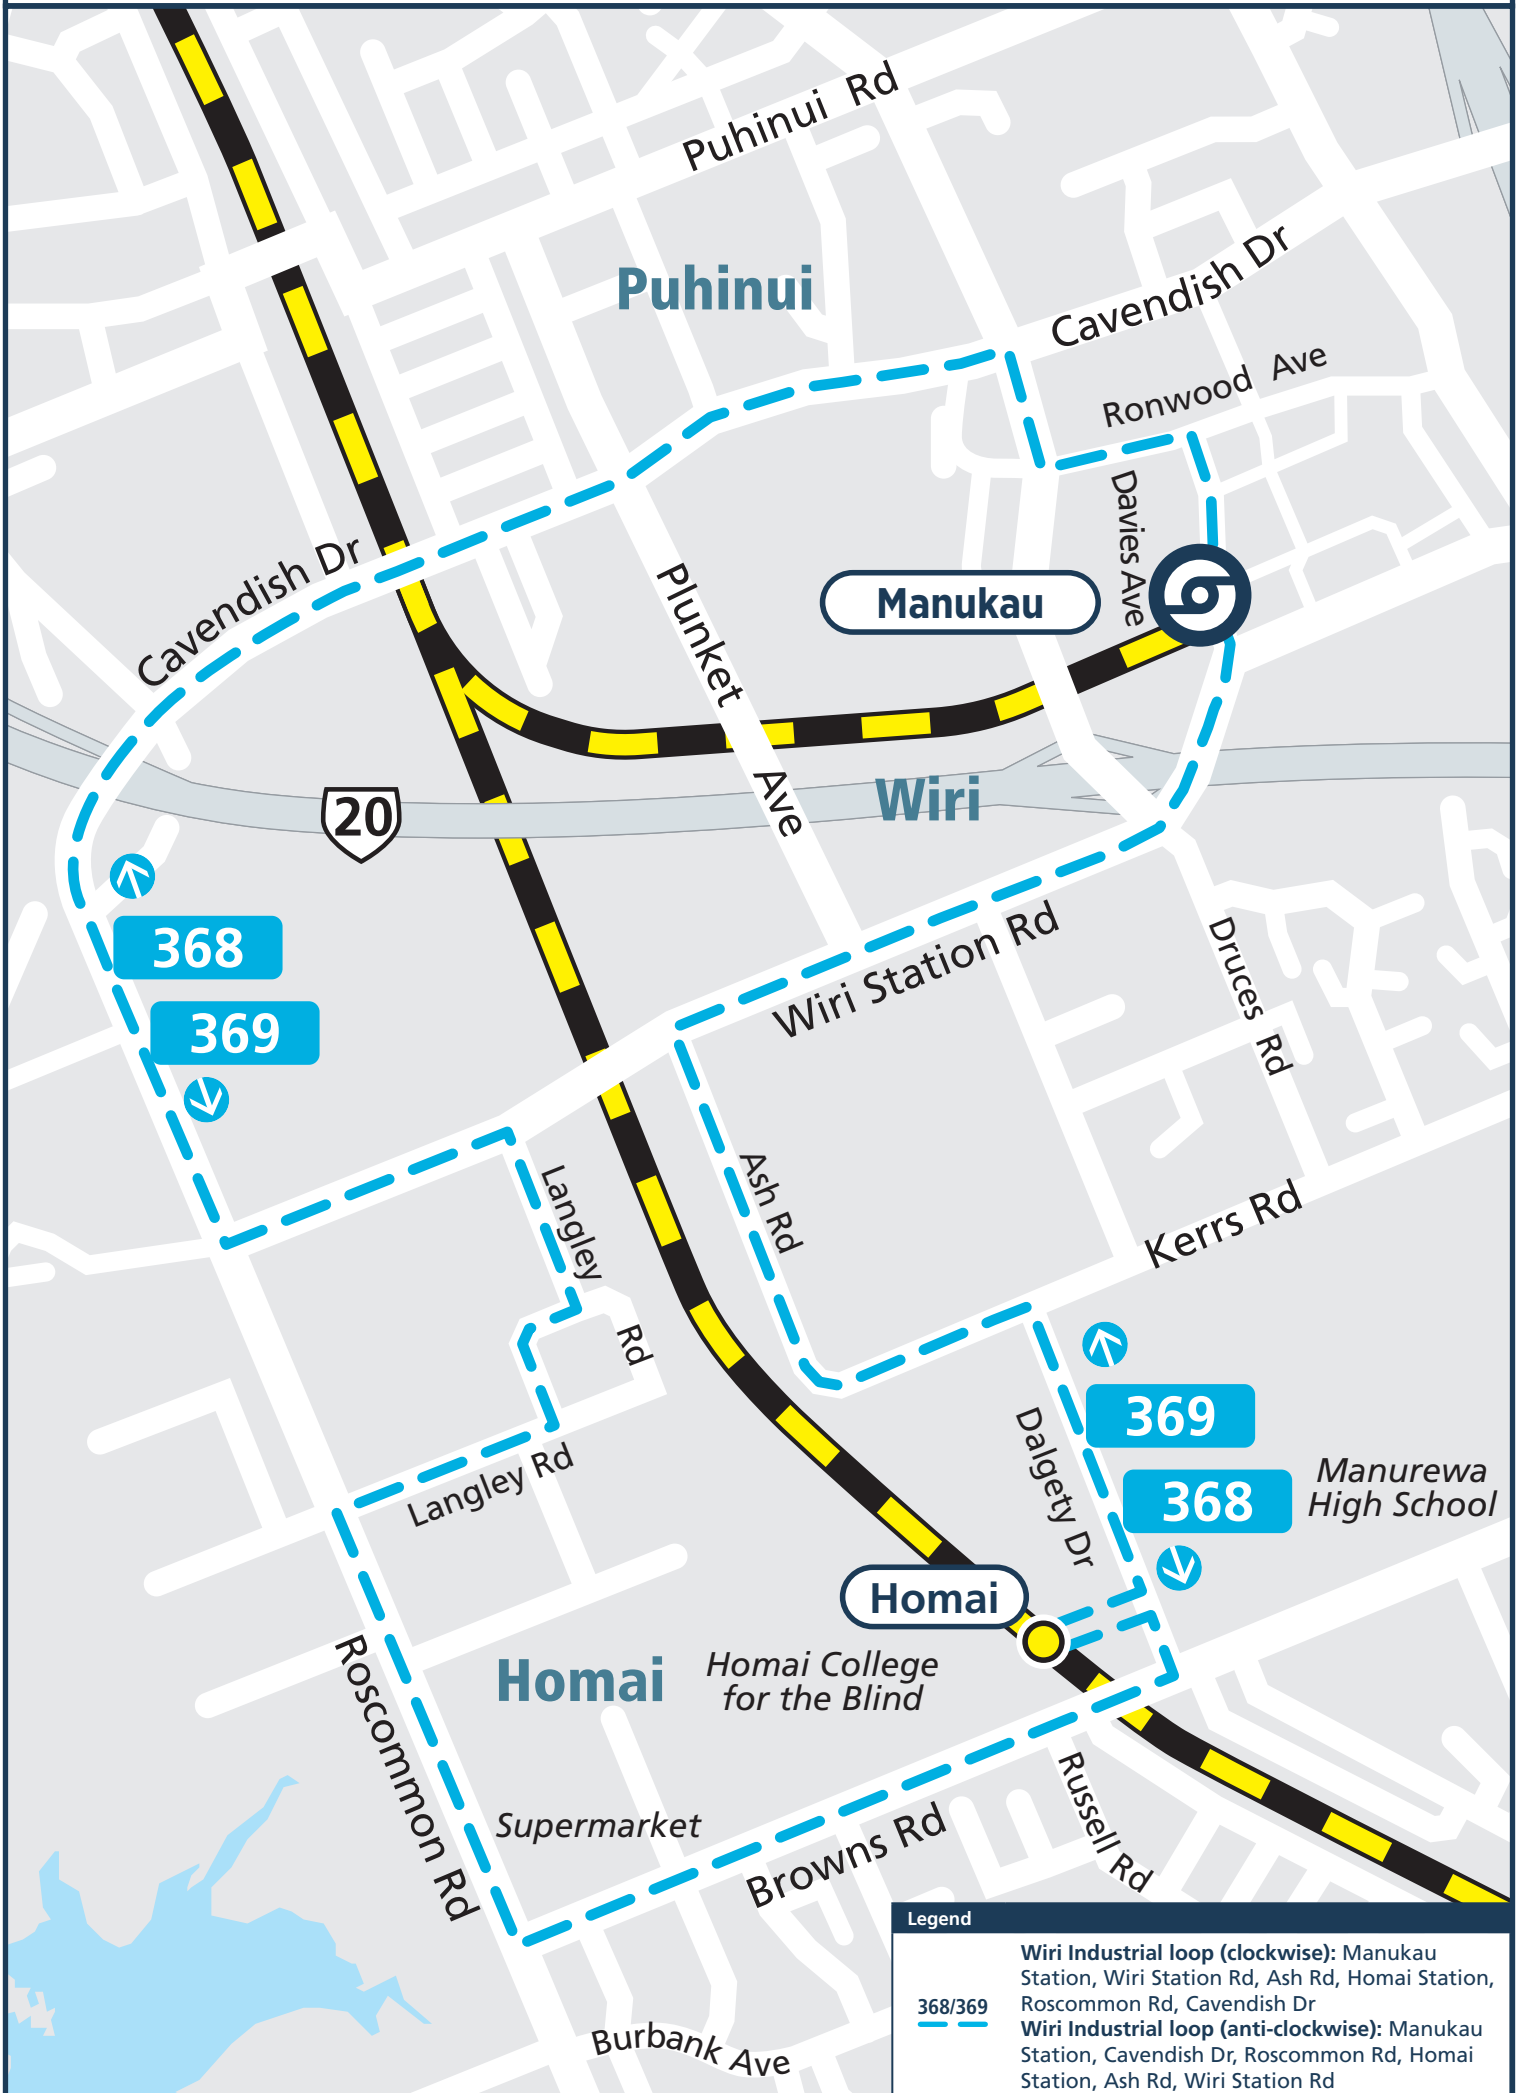 Puhinui Rd
Puhinui
Cavendish Dr
Ronwood Ave
Davies Ave
Cavendish Dr
Manukau
Plunket Ave
20
Wiri
368
369
Wiri Station Rd
Druces Rd
Langley Rd
Ash Rd
Kerrs Rd
369
368
Langley Rd
Dalgety Dr
Manurewa
High School
Homai
Homai
Homai College
for the Blind
Roscommon Rd
Supermarket
Browns Rd
Russell Rd
Burbank Ave
Legend
368/369
Wiri Industrial loop (clockwise): Manukau
Station, Wiri Station Rd, Ash Rd, Homai Station,
Roscommon Rd, Cavendish Dr
Wiri Industrial loop (anti-clockwise): Manukau
Station, Cavendish Dr, Roscommon Rd, Homai
Station, Ash Rd, Wiri Station Rd